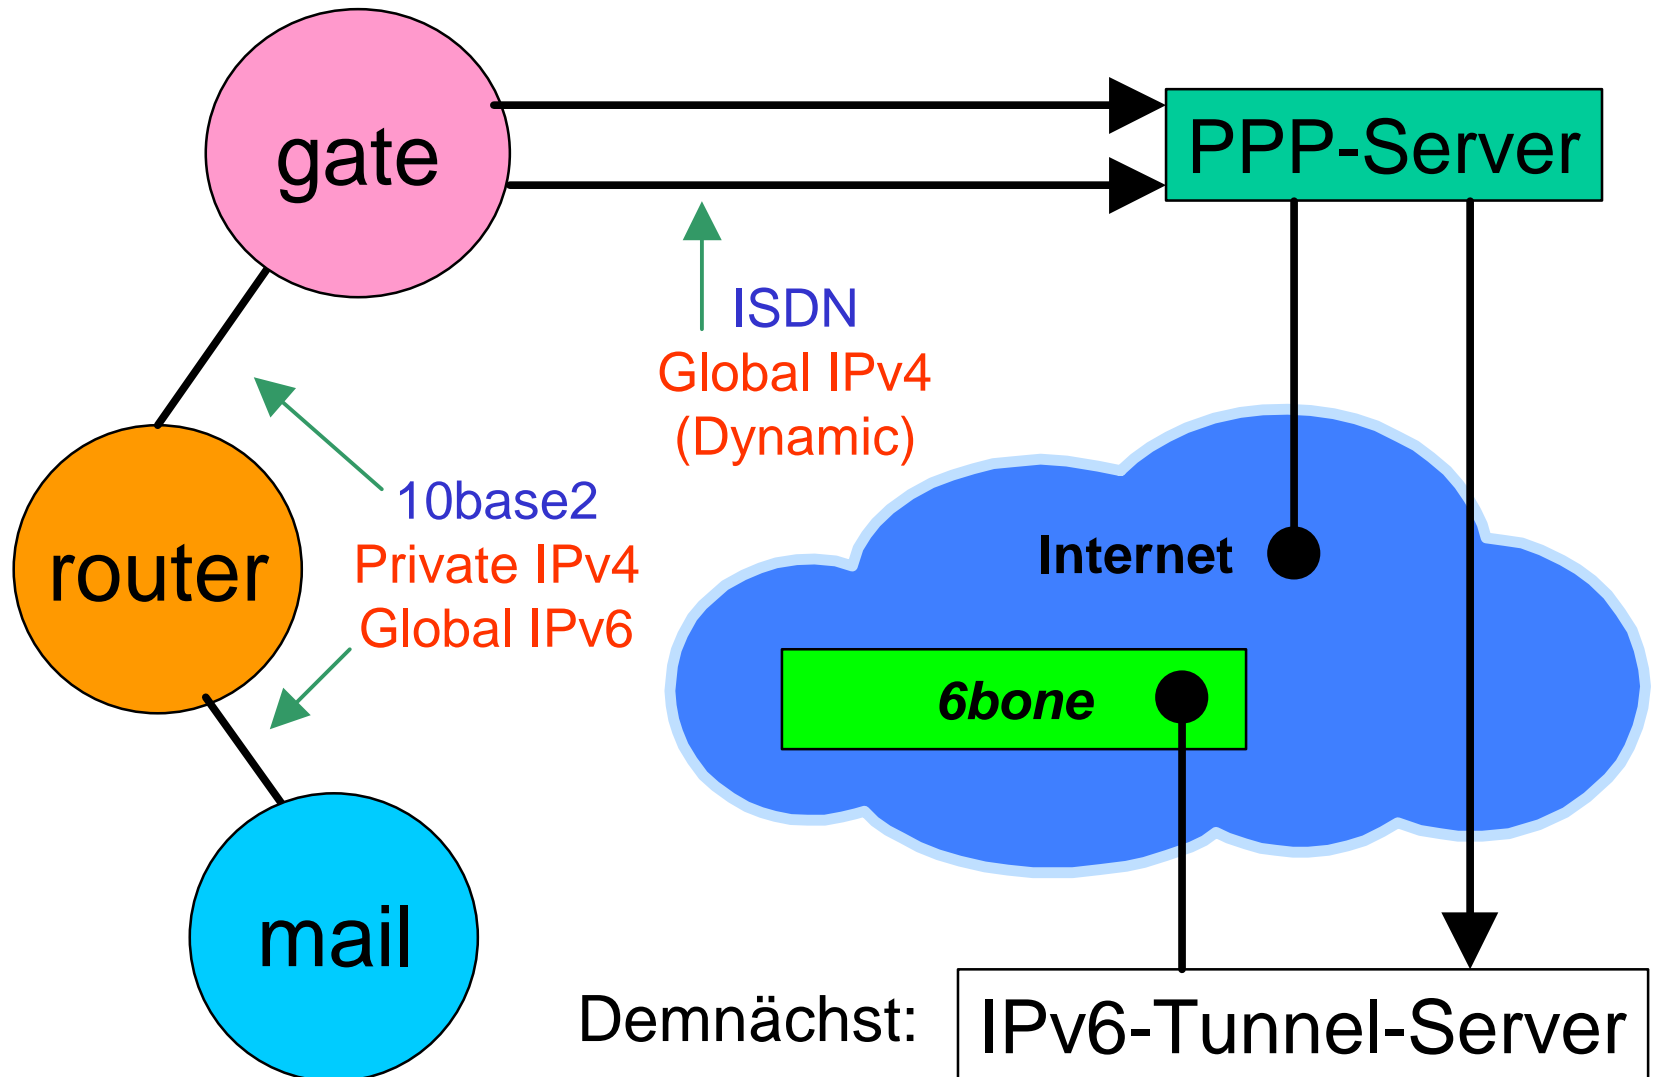 gate
PPP-Server
ISDN
Global IPv4
(Dynamic)
10base2
Private IPv4
Global IPv6
router
Internet
6bone
mail
Demnächst:
IPv6-Tunnel-Server